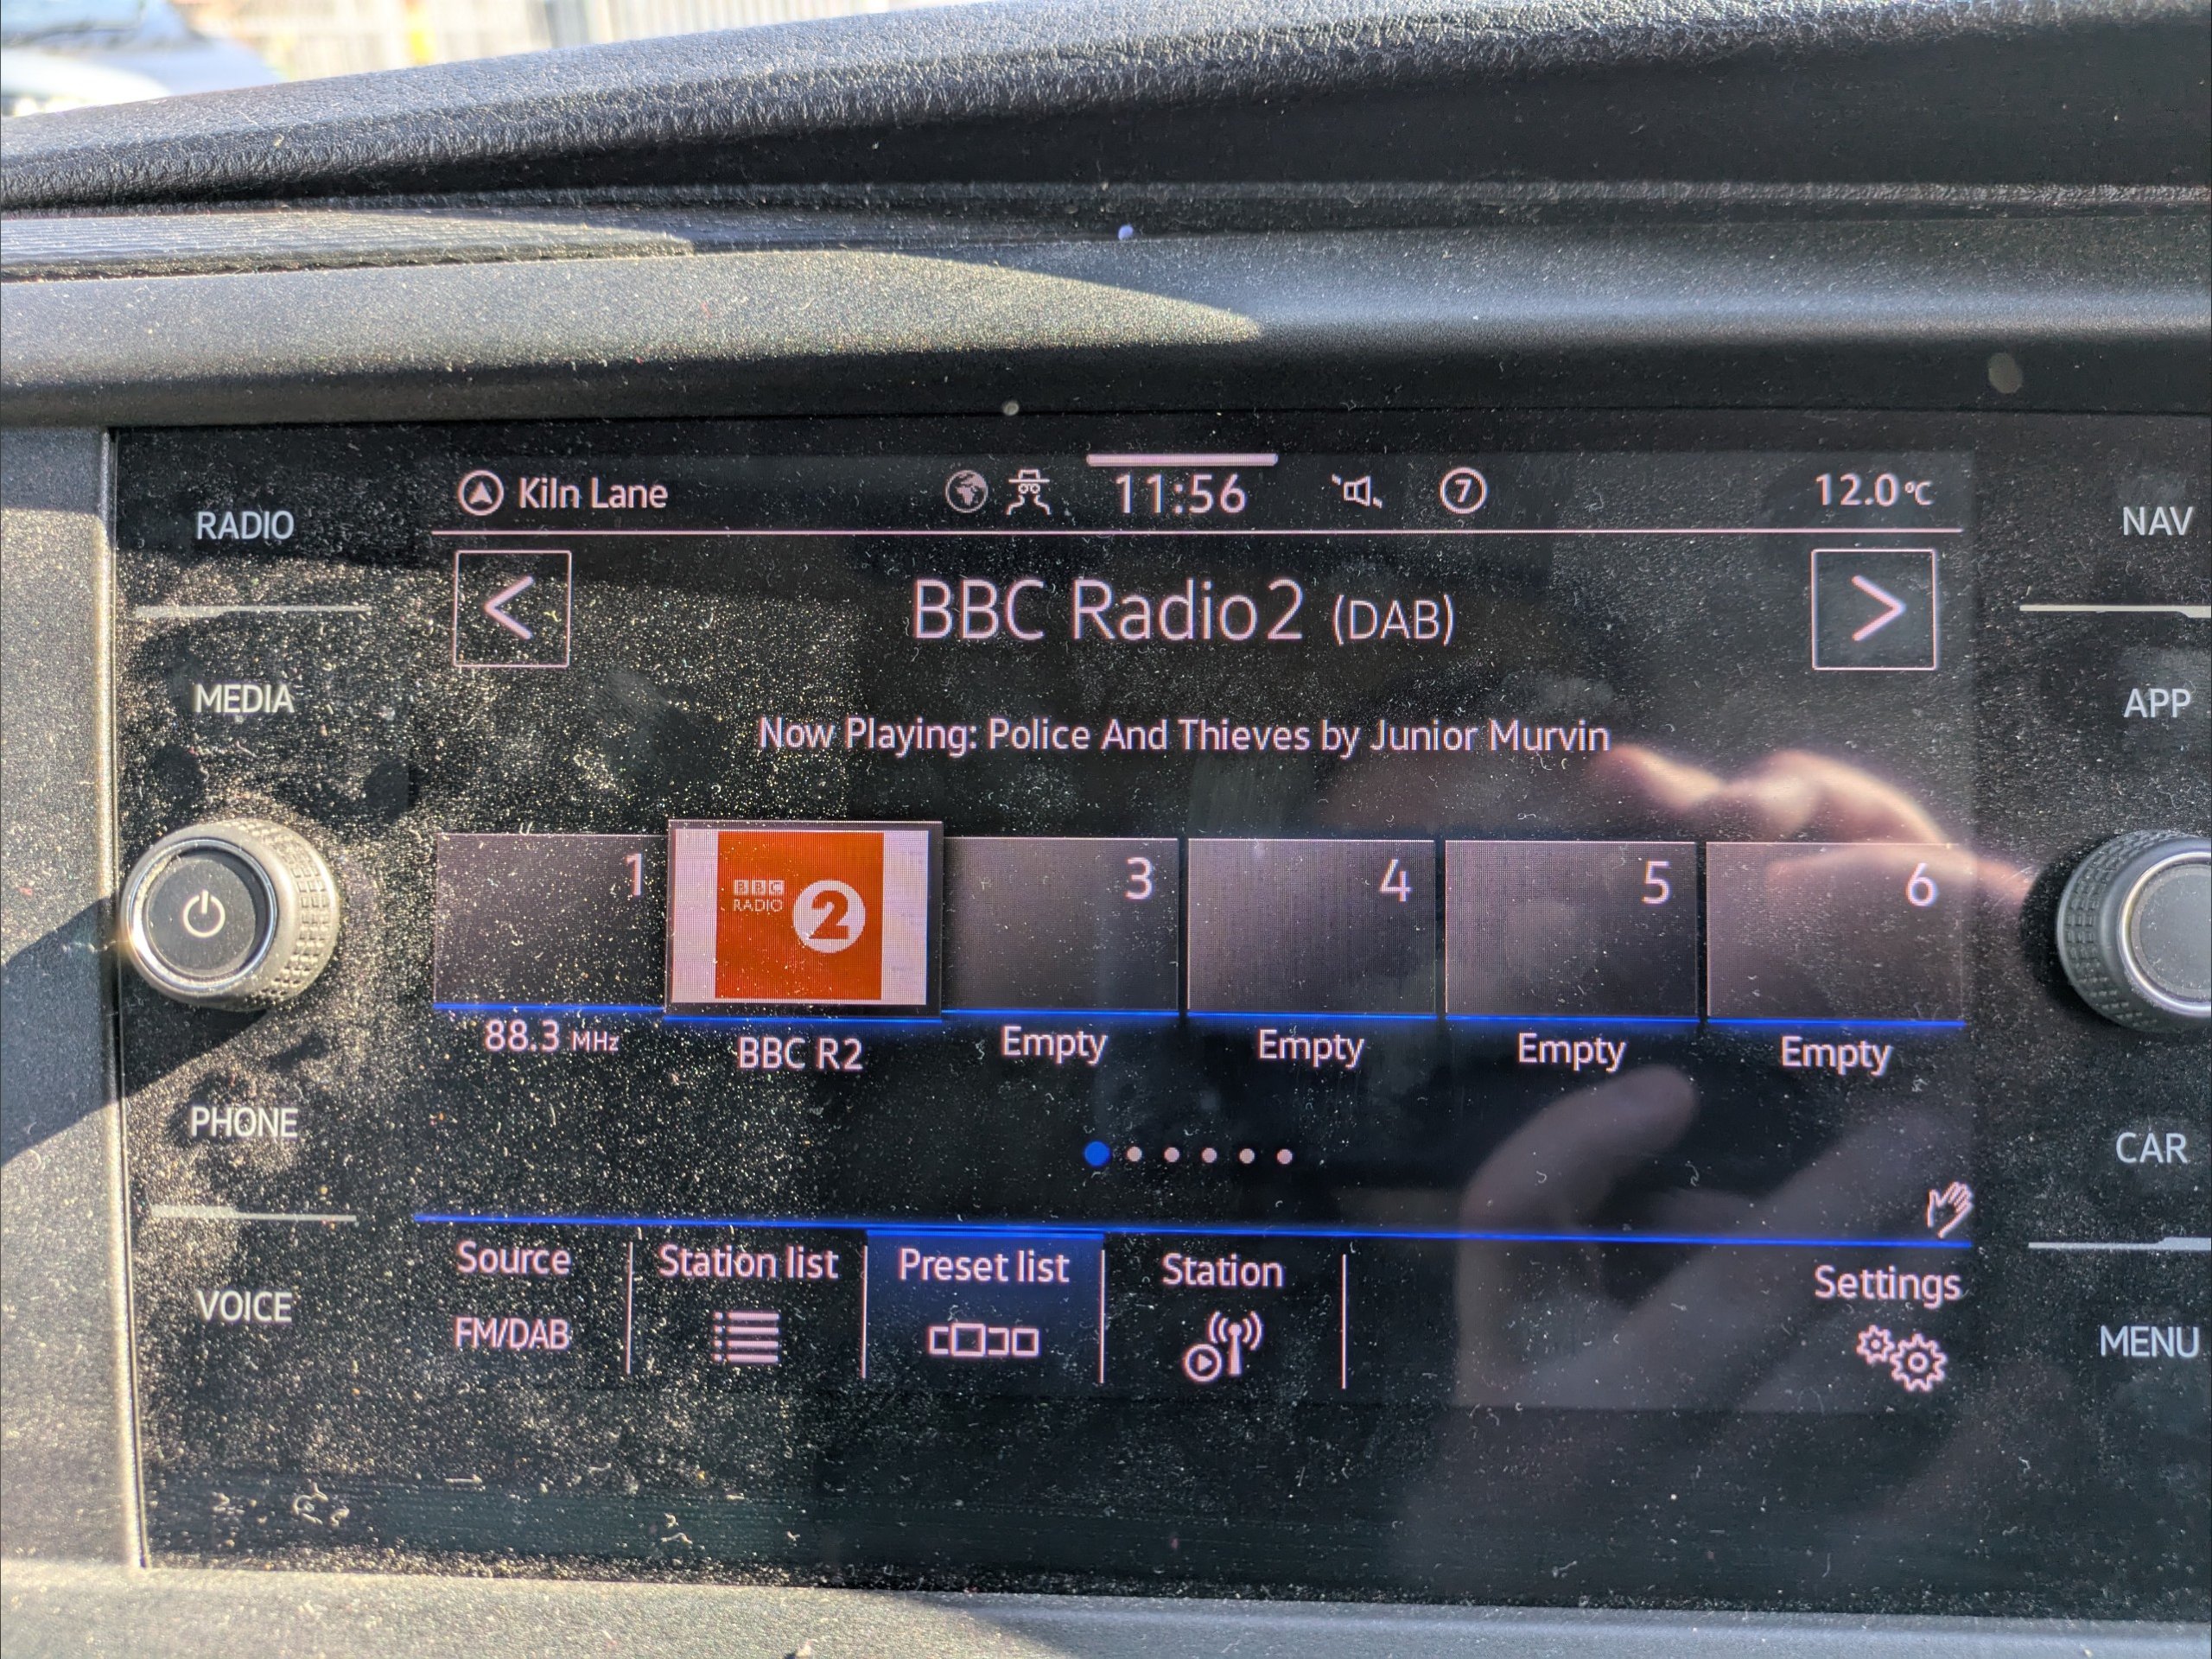 Kiln Lane
11:56
7
12.0°C
RADIO
NAV
<
BBC Radio2 (DAB)
>
MEDIA
APP
Now Playing: Police And Thieves by Junior Murvin
1
BBC
RADIO
2
3
4
5
6
88.3 MHz
BBC R2
Empty
Empty
Empty
Empty
PHONE
CAR
Source
FM/DAB
Station list
Preset list
Station
Settings
VOICE
MENU